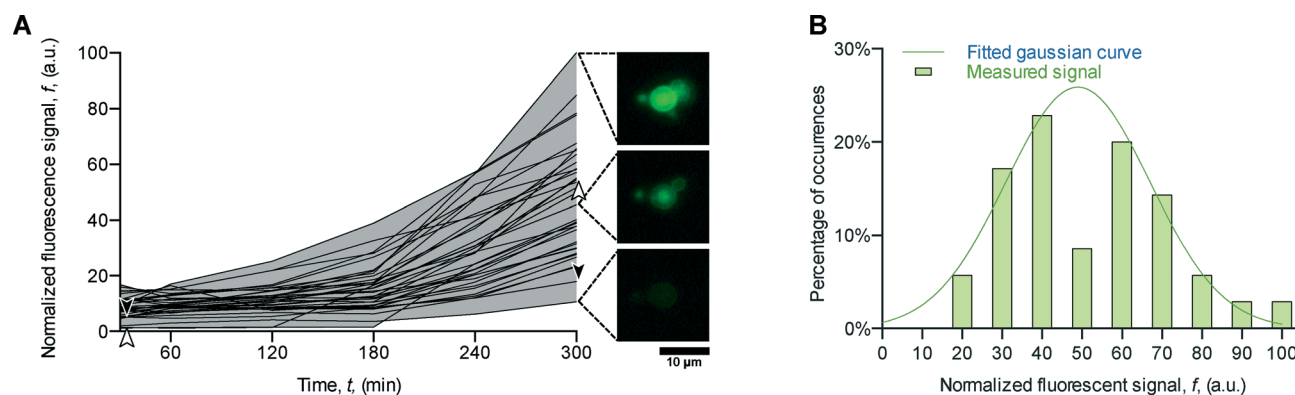 A
Normalized fluorescence signal, f, (a.u.)
100
80
60
40
20
0
60 120 180 240 300
Time, t, (min)
10 µm
B
Percentage of occurrences
30%
20%
10%
0%
Fitted gaussian curve
Measured signal
0 10 20 30 40 50 60 70 80 90 100
Normalized fluorescent signal, f, (a.u.)